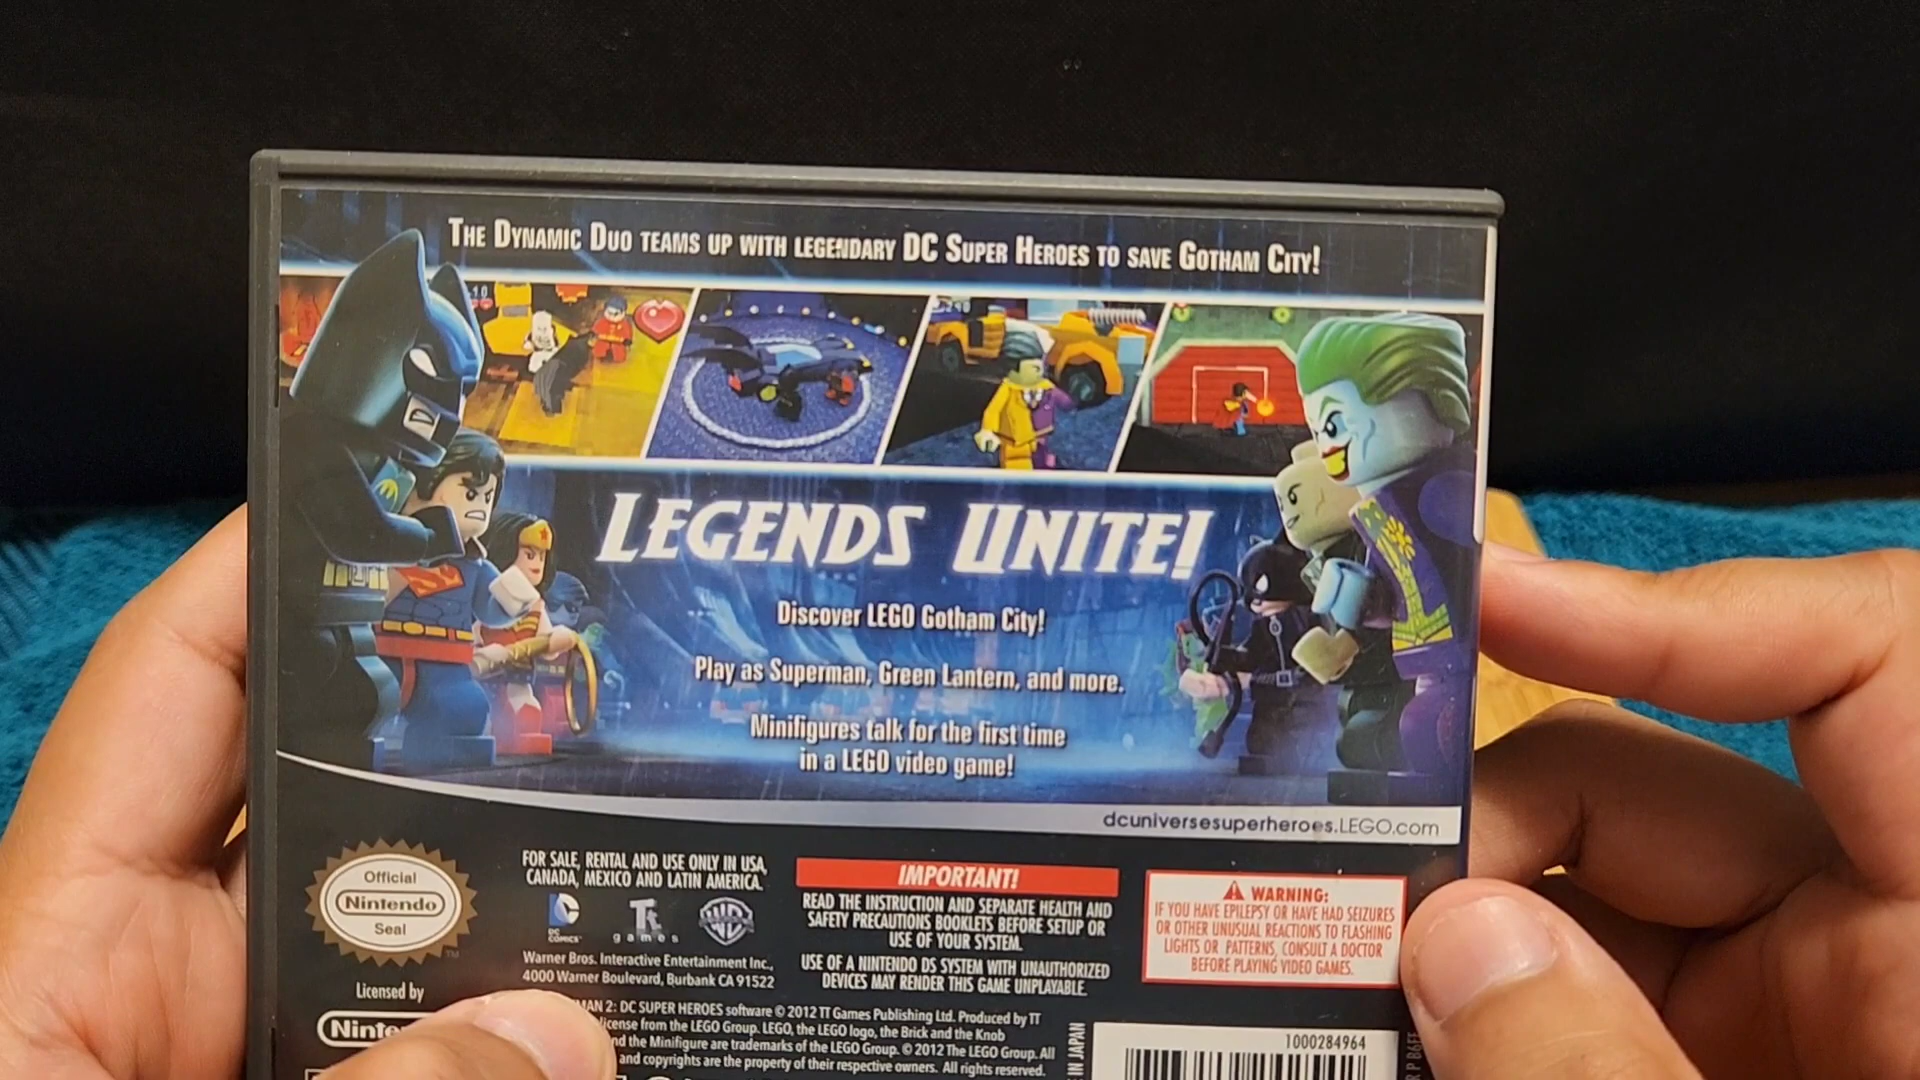 THE DYNAMIC DUO TEAMS UP WITH LEGENDARY DC SUPER HEROES TO SAVE GOTHAM CITY!
LEGENDS UNITE!
Discover LEGO Gotham City!
Play as Superman, Green Lantern, and more.
Minifigures talk for the first time
in a LEGO video game!
dcuniversesuperheroes.LEGO.com
Official
Nintendo
Seal
TM
Licensed by
FOR SALE, RENTAL AND USE ONLY IN USA,
CANADA, MEXICO AND LATIN AMERICA.
DC
COMICS
Tt
games
WB
Warner Bros. Interactive Entertainment Inc.,
4000 Warner Boulevard, Burbank CA 91522
IMPORTANT!
READ THE INSTRUCTION AND SEPARATE HEALTH AND
SAFETY PRECAUTIONS BOOKLETS BEFORE SETUP OR
USE OF YOUR SYSTEM.
USE OF A NINTENDO DS SYSTEM WITH UNAUTHORIZED
DEVICES MAY RENDER THIS GAME UNPLAYABLE.
WARNING:
IF YOU HAVE EPILEPSY OR HAVE HAD SEIZURES
OR OTHER UNUSUAL REACTIONS TO FLASHING
LIGHTS OR PATTERNS, CONSULT A DOCTOR
BEFORE PLAYING VIDEO GAMES.
2: DC SUPER HEROES software © 2012 TT Games Publishing Ltd. Produced by TT
license from the LEGO Group. LEGO, the LEGO logo, the Brick and the Knob
the Minifigure are trademarks of the LEGO Group. © 2012 The LEGO Group. All
and copyrights are the property of their respective owners. All rights reserved.
IN JAPAN
1000284964